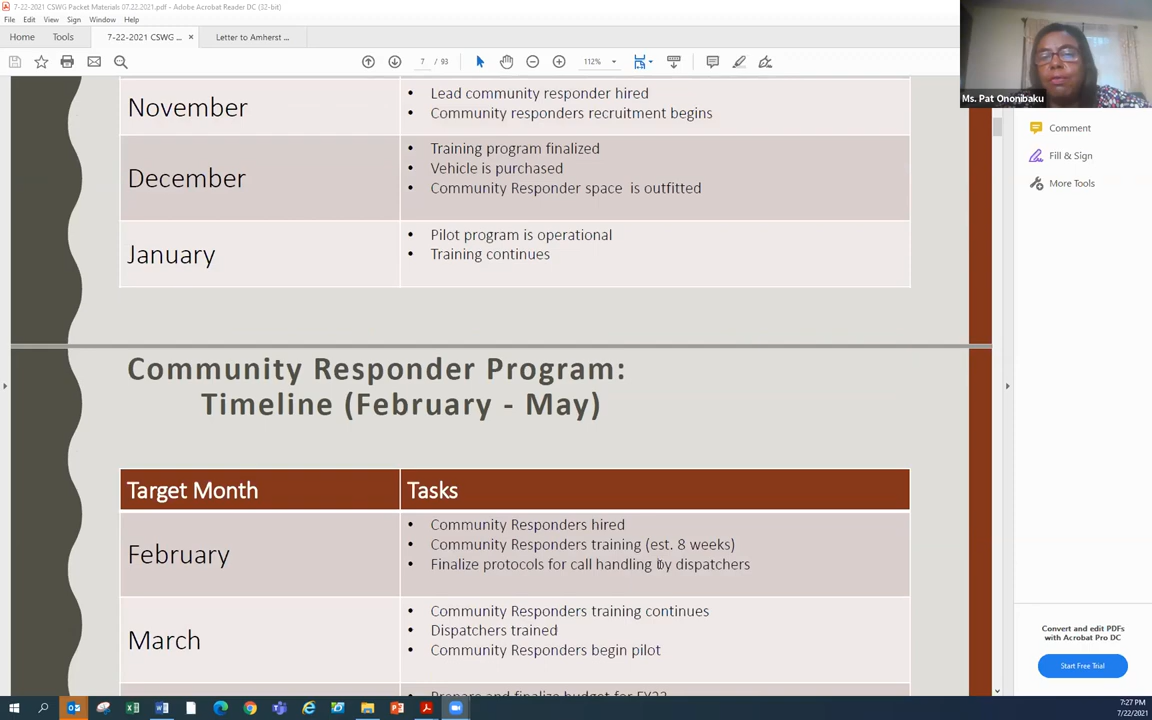 7-22-2021 CSWG Packet Materials 07.22.2021.pdf - Adobe Acrobat Reader DC (32-bit)
File Edit View Sign Window Help
Home Tools 7-22-2021 CSWG ... × Letter to Amherst ...
7 / 93 112%
Ms. Pat Ononibaku
Comment
Fill & Sign
More Tools
November
• Lead community responder hired
• Community responders recruitment begins
December
• Training program finalized
• Vehicle is purchased
• Community Responder space is outfitted
January
• Pilot program is operational
• Training continues
Community Responder Program:
Timeline (February - May)
Target Month Tasks
February
• Community Responders hired
• Community Responders training (est. 8 weeks)
• Finalize protocols for call handling by dispatchers
March
• Community Responders training continues
• Dispatchers trained
• Community Responders begin pilot
• Prepare and finalize budget for FY23
Convert and edit PDFs
with Acrobat Pro DC
Start Free Trial
7:27 PM
7/22/2021